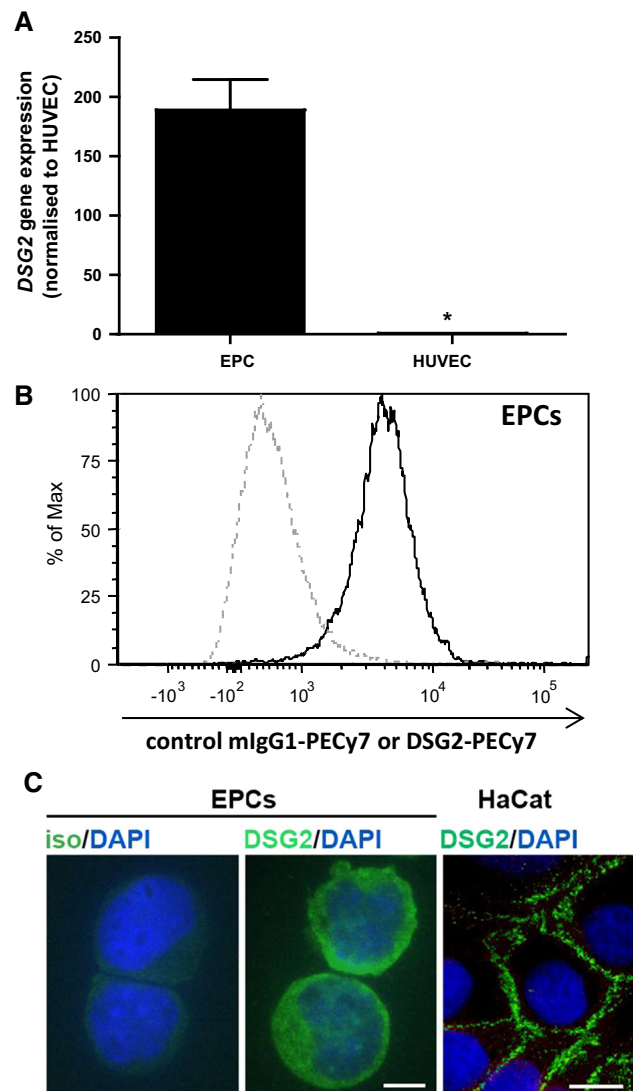 A
DSG2 gene expression
(normalised to HUVEC)
250
200
150
100
50
0
*
EPC
HUVEC
B
EPCs
% of Max
100
75
50
25
0
-10³
-10²
10³
10⁴
10⁵
control mIgG1-PECy7 or DSG2-PECy7
C
EPCs
HaCat
iso/DAPI
DSG2/DAPI
DSG2/DAPI